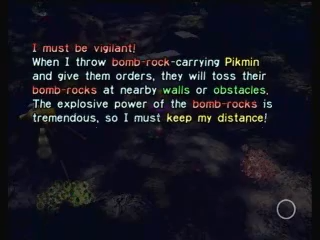 I must be vigilant!
When I throw bomb-rock-carrying Pikmin
and give them orders, they will toss their
bomb-rocks at nearby walls or obstacles.
The explosive power of the bomb-rocks is
tremendous, so I must keep my distance!